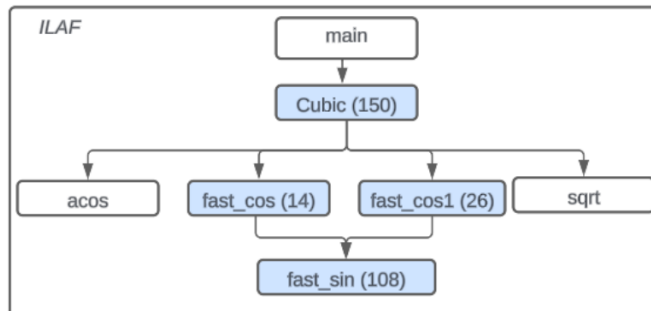 ILAF
main
Cubic (150)
acos
fast_cos (14)
fast_cos1 (26)
sqrt
fast_sin (108)